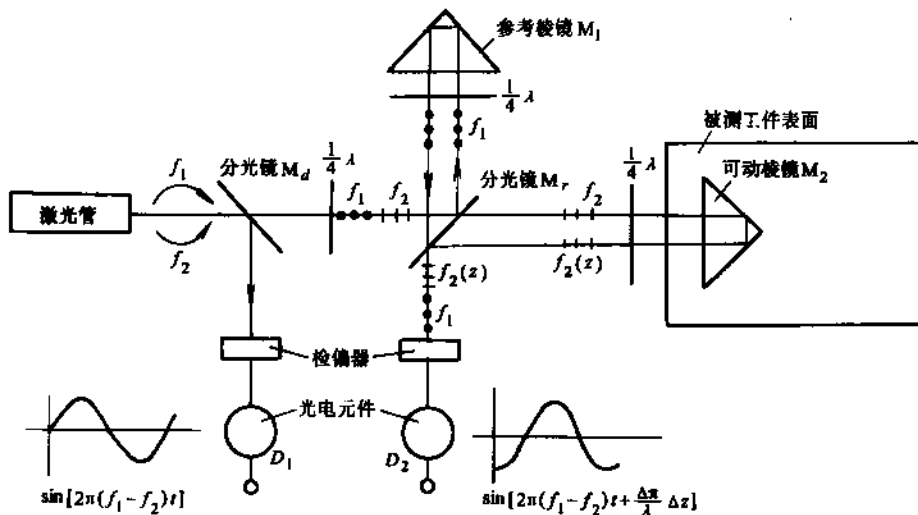 参考棱镜 M₁
1/4 λ
f₁
被测工件表面
分光镜 M_d
1/4 λ
分光镜 M_r
1/4 λ
可动棱镜 M₂
f₁
f₁ f₂
f₂
激光管
f₂
f₂(z)
f₂(z)
f₁
检偏器
光电元件
D₁
D₂
sin[2π(f₁-f₂)t]
sin[2π(f₁-f₂)t+Δπ/λ Δz]